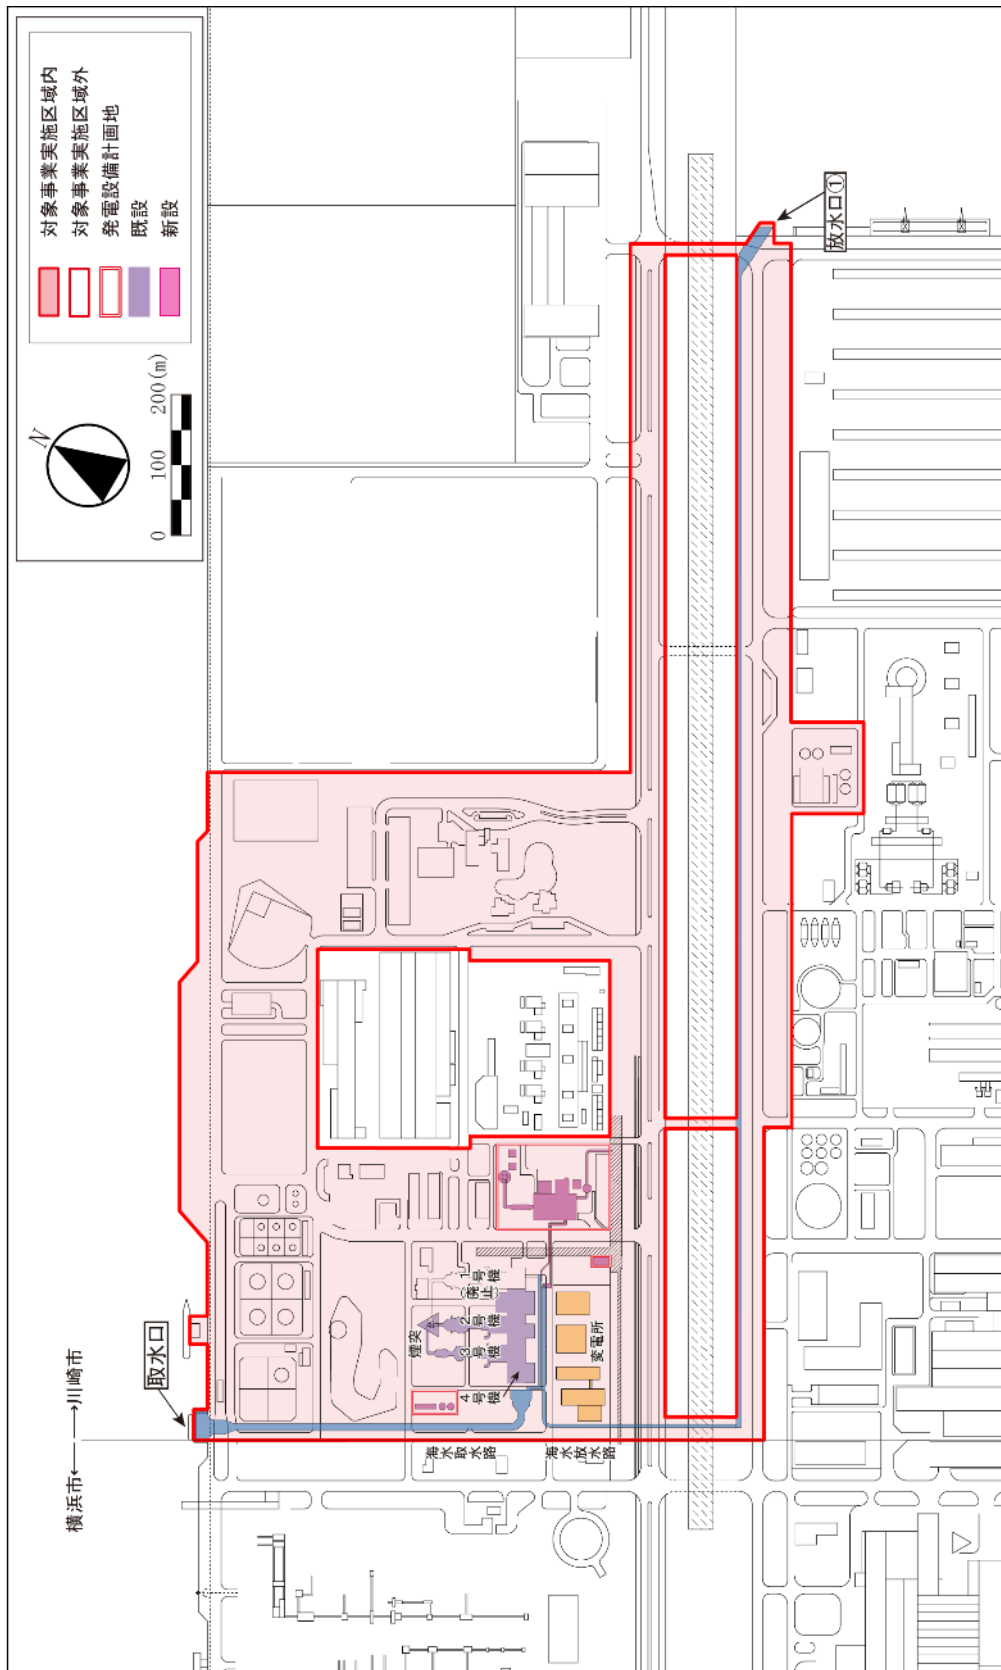 対象事業実施区域内
対象事業実施区域外
発電設備計画地
既設
新設
N
0 100 200(m)
放水口①
取水口
横浜市←→川崎市
煙突
1号機
(廃止)
2号機
3号機
4号機
変電所
海水取水路
海水放水路